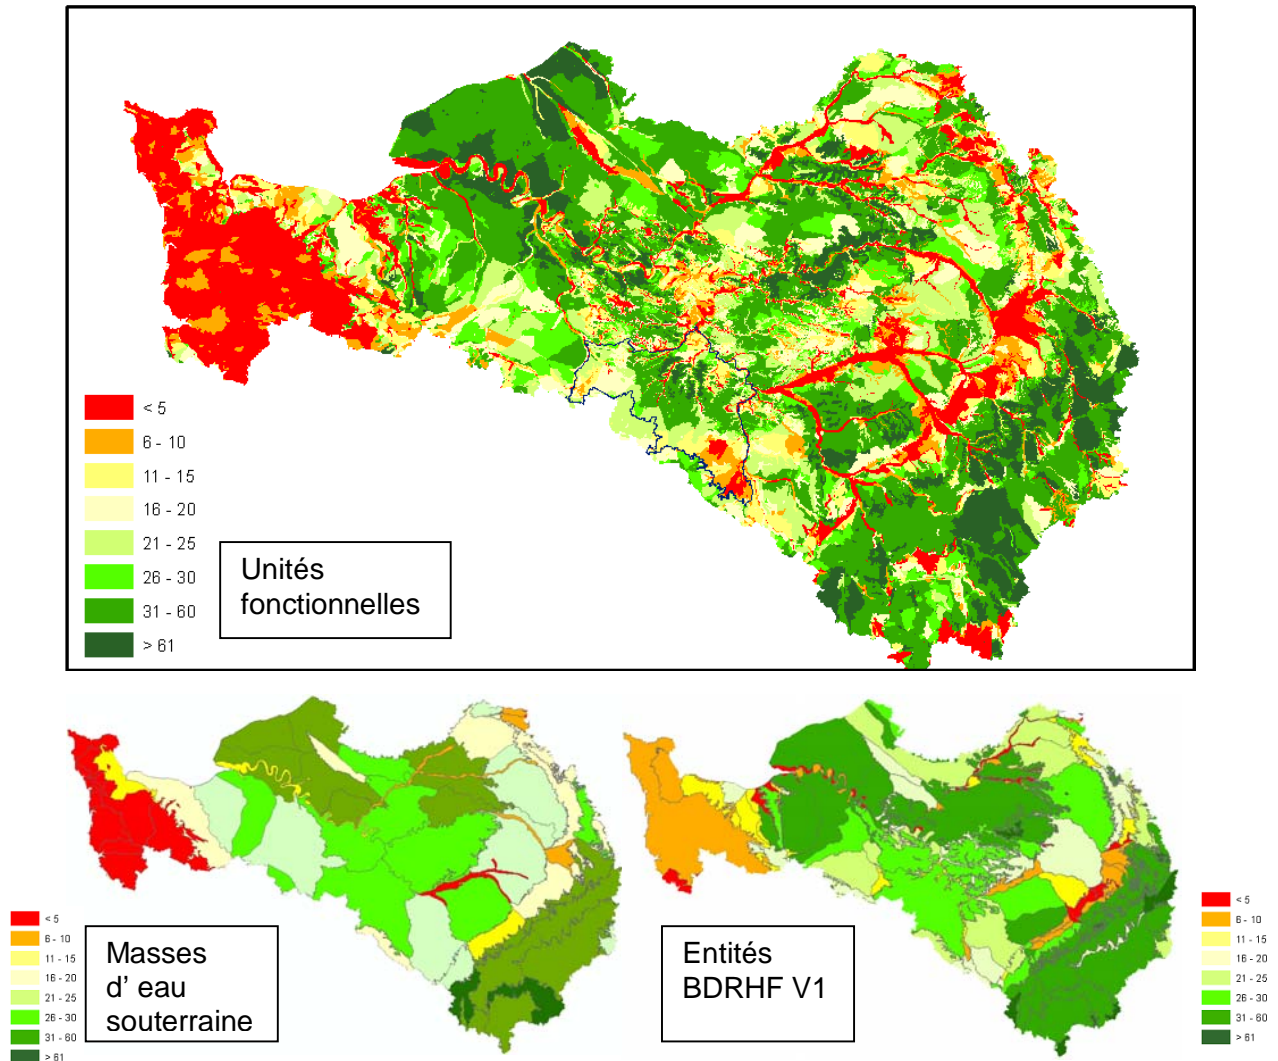 < 5
6 - 10
11 - 15
16 - 20
21 - 25
26 - 30
31 - 60
> 61
Unités
fonctionnelles
< 5
6 - 10
11 - 15
16 - 20
21 - 25
26 - 30
31 - 60
> 61
Masses
d’ eau
souterraine
Entités
BDRHF V1
< 5
6 - 10
11 - 15
16 - 20
21 - 25
26 - 30
31 - 60
> 61